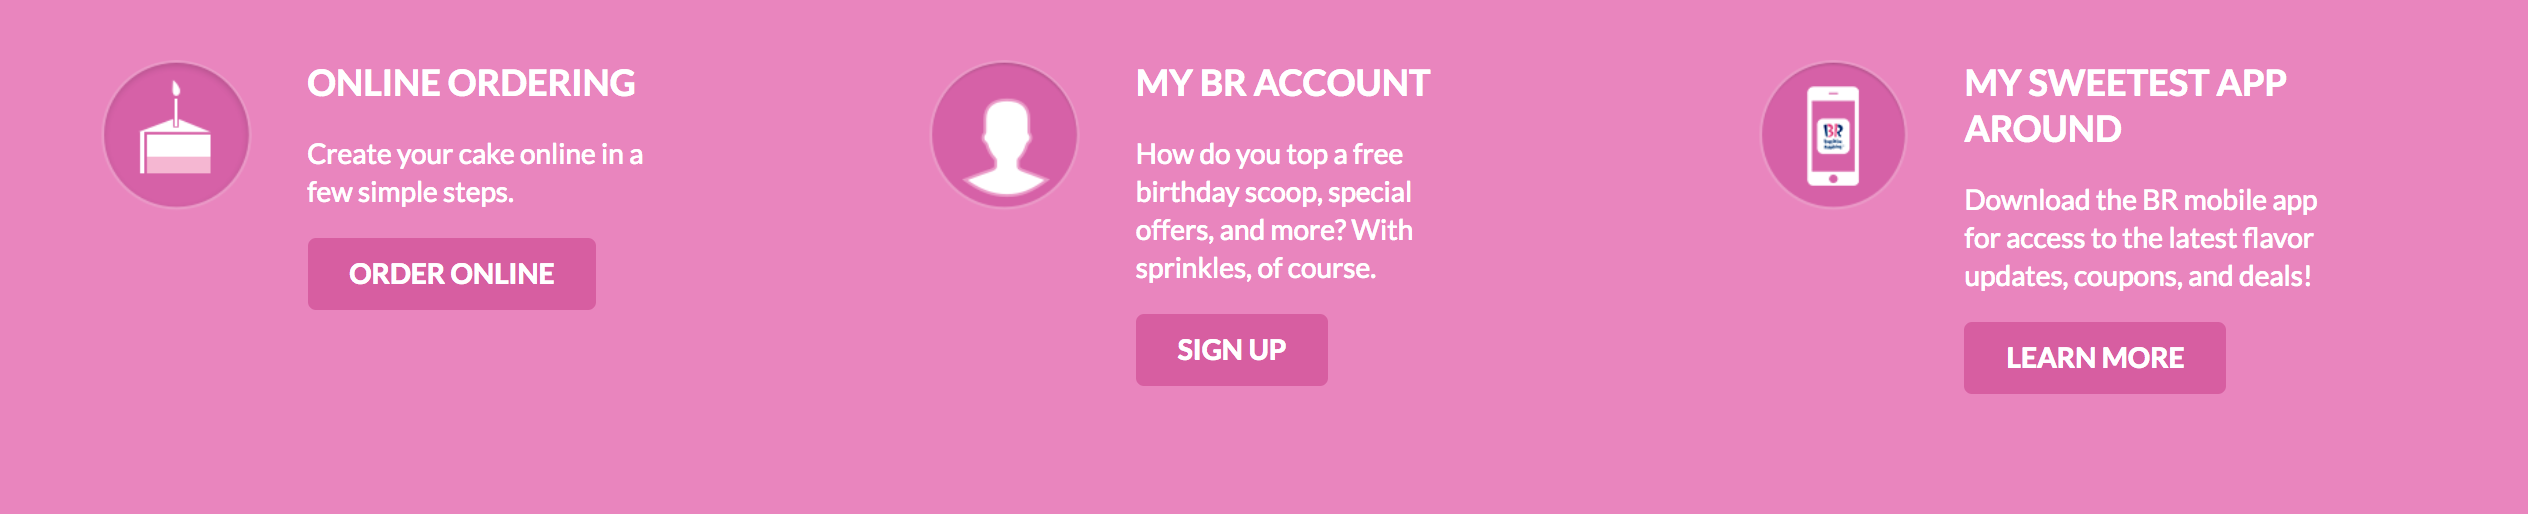 ONLINE ORDERING
Create your cake online in a
few simple steps.
ORDER ONLINE
MY BR ACCOUNT
How do you top a free
birthday scoop, special
offers, and more? With
sprinkles, of course.
SIGN UP
BR
MY SWEETEST APP
AROUND
Download the BR mobile app
for access to the latest flavor
updates, coupons, and deals!
LEARN MORE